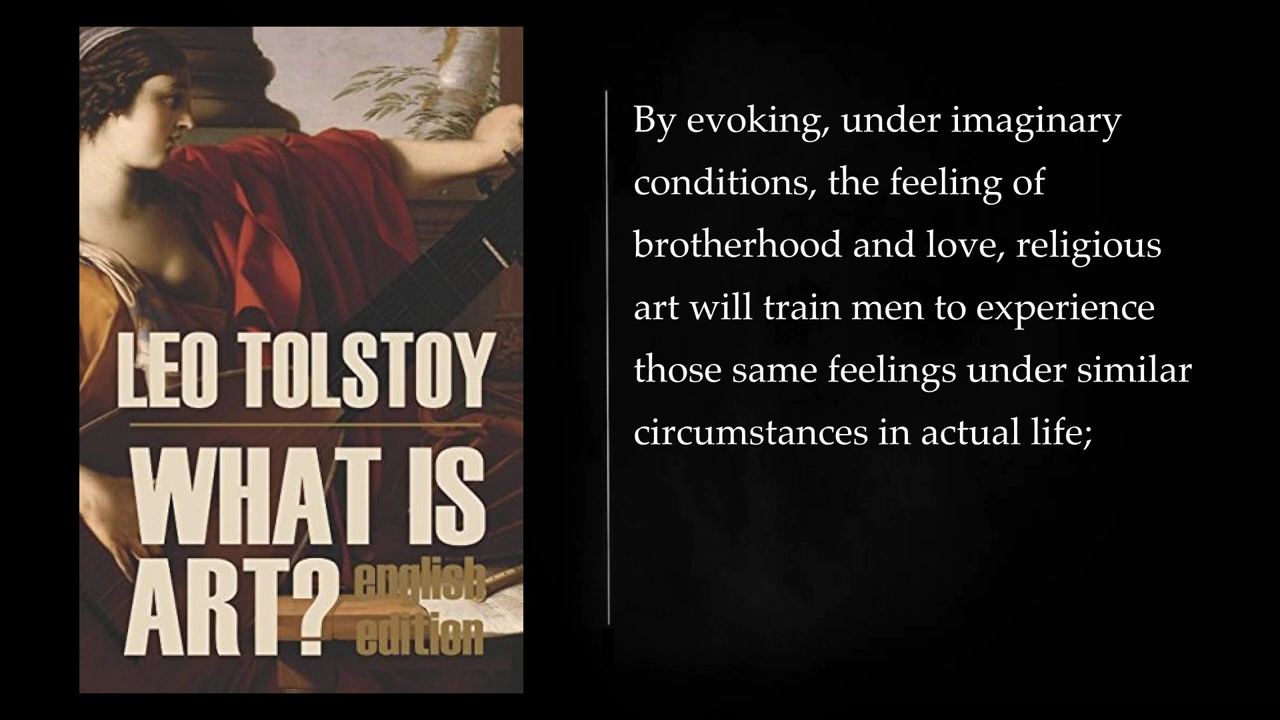 LEO TOLSTOY
WHAT IS
ART?
english
edition
By evoking, under imaginary
conditions, the feeling of
brotherhood and love, religious
art will train men to experience
those same feelings under similar
circumstances in actual life;